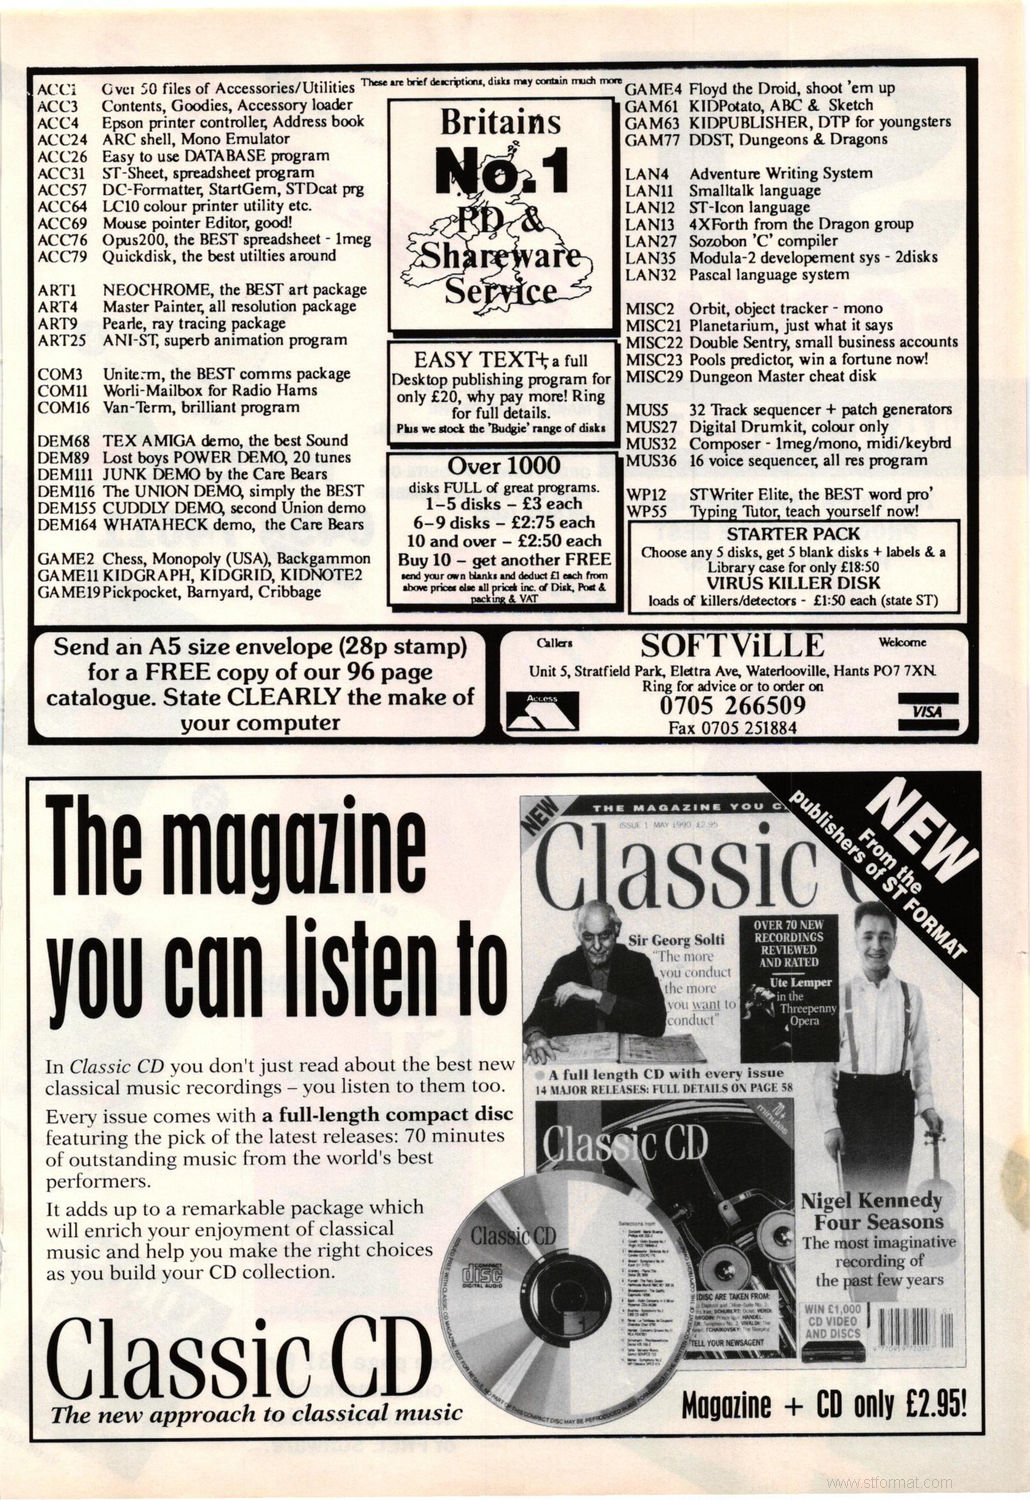 These are brief descriptions, disks may contain much more
ACC1 Over 50 files of Accessories/Utilities
ACC3 Contents, Goodies, Accessory loader
ACC4 Epson printer controller, Address book
ACC24 ARC shell, Mono Emulator
ACC26 Easy to use DATABASE program
ACC31 ST-Sheet, spreadsheet program
ACC57 DC-Formatter, StartGem, STDcat prg
ACC64 LC10 colour printer utility etc.
ACC69 Mouse pointer Editor, good!
ACC76 Opus200, the BEST spreadsheet - 1meg
ACC79 Quickdisk, the best utilties around
ART1 NEOCHROME, the BEST art package
ART4 Master Painter, all resolution package
ART9 Pearle, ray tracing package
ART25 ANI-ST, superb animation program
COM3 Uniterm, the BEST comms package
COM11 Worli-Mailbox for Radio Hams
COM16 Van-Term, brilliant program
DEM68 TEX AMIGA demo, the best Sound
DEM89 Lost boys POWER DEMO, 20 tunes
DEM111 JUNK DEMO by the Care Bears
DEM116 The UNION DEMO, simply the BEST
DEM155 CUDDLY DEMO, second Union demo
DEM164 WHATAHECK demo, the Care Bears
GAME2 Chess, Monopoly (USA), Backgammon
GAME11 KIDGRAPH, KIDGRID, KIDNOTE2
GAME19 Pickpocket, Barnyard, Cribbage
Britains
No.1
PD &
Shareware
Service
EASY TEXT+, a full
Desktop publishing program for
only £20, why pay more! Ring
for full details.
Plus we stock the 'Budgie' range of disks
Over 1000
disks FULL of great programs.
1-5 disks - £3 each
6-9 disks - £2:75 each
10 and over - £2:50 each
Buy 10 - get another FREE
send your own blanks and deduct £1 each from
above prices else all prices inc. of Disk, Post &
packing & VAT
GAME4 Floyd the Droid, shoot 'em up
GAM61 KIDPotato, ABC & Sketch
GAM63 KIDPUBLISHER, DTP for youngsters
GAM77 DDST, Dungeons & Dragons
LAN4 Adventure Writing System
LAN11 Smalltalk language
LAN12 ST-Icon language
LAN13 4XForth from the Dragon group
LAN27 Sozobon 'C' compiler
LAN35 Modula-2 developement sys - 2disks
LAN32 Pascal language system
MISC2 Orbit, object tracker - mono
MISC21 Planetarium, just what it says
MISC22 Double Sentry, small business accounts
MISC23 Pools predictor, win a fortune now!
MISC29 Dungeon Master cheat disk
MUS5 32 Track sequencer + patch generators
MUS27 Digital Drumkit, colour only
MUS32 Composer - 1meg/mono, midi/keybrd
MUS36 16 voice sequencer, all res program
WP12 STWriter Elite, the BEST word pro'
WP55 Typing Tutor, teach yourself now!
STARTER PACK
Choose any 5 disks, get 5 blank disks + labels & a
Library case for only £18:50
VIRUS KILLER DISK
loads of killers/detectors - £1:50 each (state ST)
Send an A5 size envelope (28p stamp)
for a FREE copy of our 96 page
catalogue. State CLEARLY the make of
your computer
Callers SOFTViLLE Welcome
Unit 5, Stratfield Park, Elettra Ave, Waterlooville, Hants PO7 7XN
Ring for advice or to order on
0705 266509
Fax 0705 251884
Access
VISA
The magazine
you can listen to
In Classic CD you don't just read about the best new
classical music recordings – you listen to them too.
Every issue comes with a full-length compact disc
featuring the pick of the latest releases: 70 minutes
of outstanding music from the world's best
performers.
It adds up to a remarkable package which
will enrich your enjoyment of classical
music and help you make the right choices
as you build your CD collection.
Classic CD
The new approach to classical music
NEW
From the
publishers of ST FORMAT
NEW
THE MAGAZINE YOU C
ISSUE 1 MAY 1990 £2.95
Classic C
Sir Georg Solti
"The more
you conduct
the more
you want to
conduct"
OVER 70 NEW
RECORDINGS
REVIEWED
AND RATED
Ute Lemper
in the
Threepenny
Opera
A full length CD with every issue
14 MAJOR RELEASES: FULL DETAILS ON PAGE 58
70+ minutes
Classic CD
Classic CD
COMPACT
disc
DIGITAL AUDIO
Selections from
DISC ARE TAKEN FROM:
TELL YOUR NEWSAGENT
Nigel Kennedy
Four Seasons
The most imaginative
recording of
the past few years
WIN £1,000
CD VIDEO
AND DISCS
Magazine + CD only £2.95!
www.stformat.com